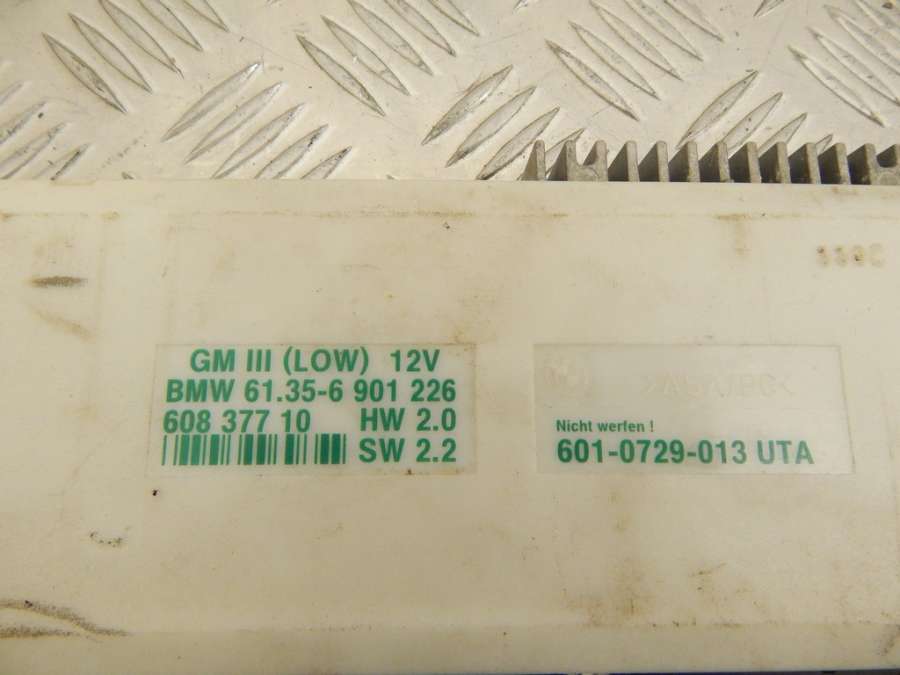 GM III (LOW) 12V
BMW 61.35-6 901 226
608 377 10 HW 2.0
SW 2.2
Nicht werfen !
601-0729-013 UTA